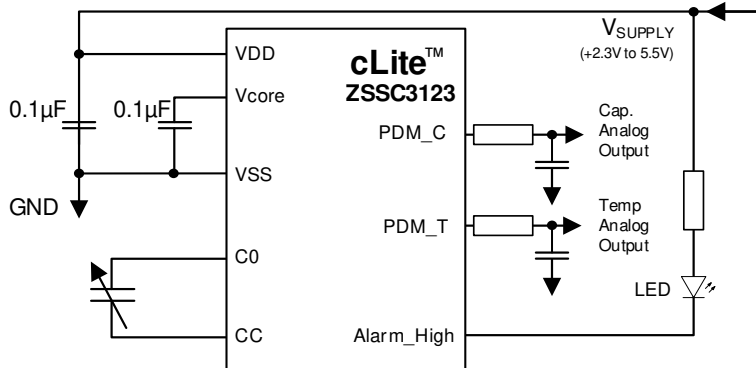 VSUPPLY
(+2.3V to 5.5V)
cLite™
ZSSC3123
VDD
Vcore
VSS
C0
CC
PDM_C
PDM_T
Alarm_High
0.1µF
0.1µF
GND
Cap.
Analog
Output
Temp
Analog
Output
LED